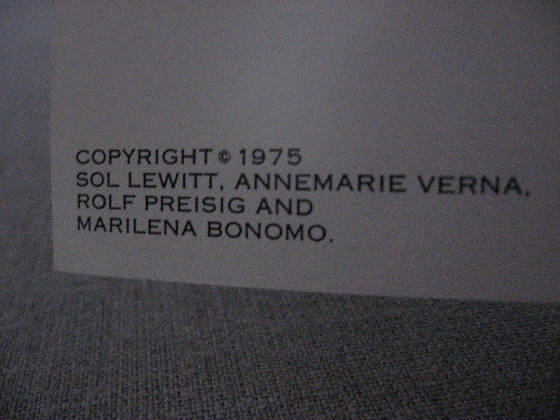 COPYRIGHT © 1975
SOL LEWITT, ANNEMARIE VERNA,
ROLF PREISIG AND
MARILENA BONOMO.